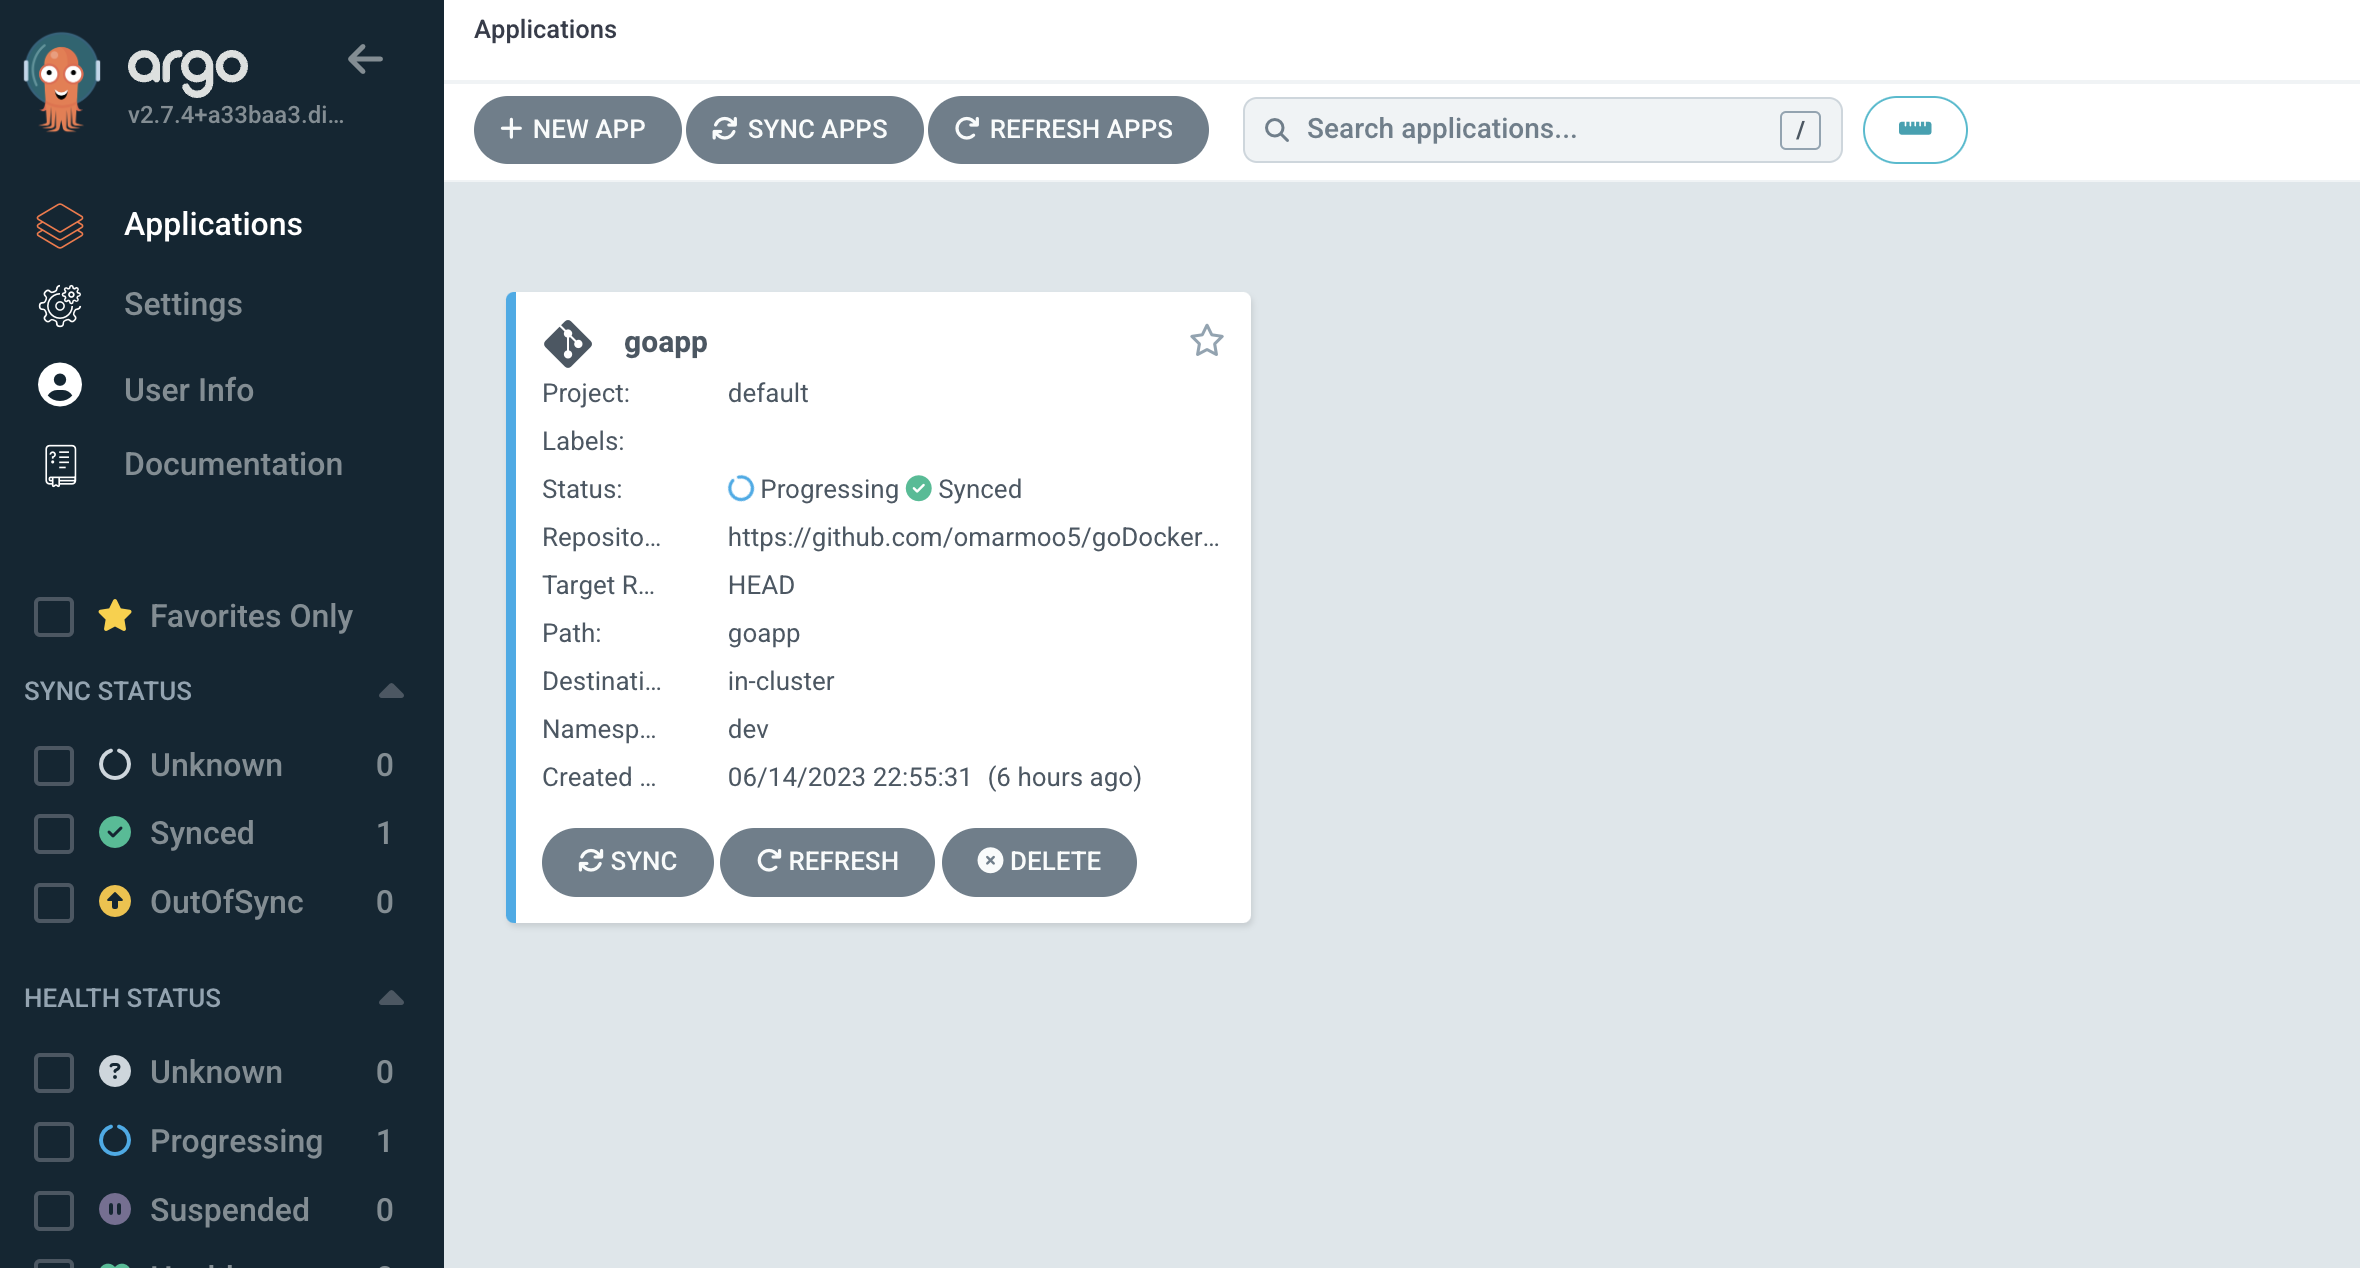 argo
v2.7.4+a33baa3.di...
Applications
Settings
User Info
Documentation
Favorites Only
SYNC STATUS
Unknown 0
Synced 1
OutOfSync 0
HEALTH STATUS
Unknown 0
Progressing 1
Suspended 0
Applications
NEW APP SYNC APPS REFRESH APPS Search applications... /
goapp
Project: default
Labels:
Status: Progressing Synced
Reposito... https://github.com/omarmoo5/goDocker...
Target R... HEAD
Path: goapp
Destinati... in-cluster
Namesp... dev
Created ... 06/14/2023 22:55:31 (6 hours ago)
SYNC REFRESH DELETE